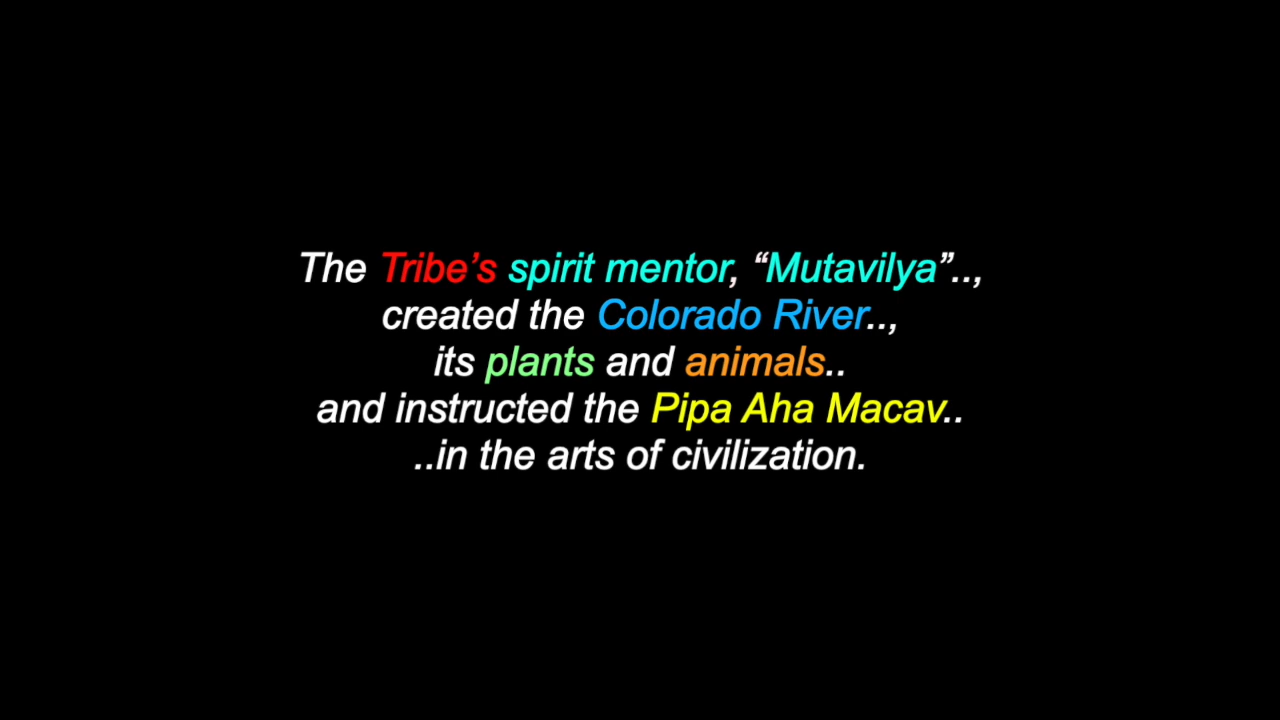 The Tribe’s spirit mentor, “Mutavilya”..,
created the Colorado River..,
its plants and animals..
and instructed the Pipa Aha Macav..
..in the arts of civilization.